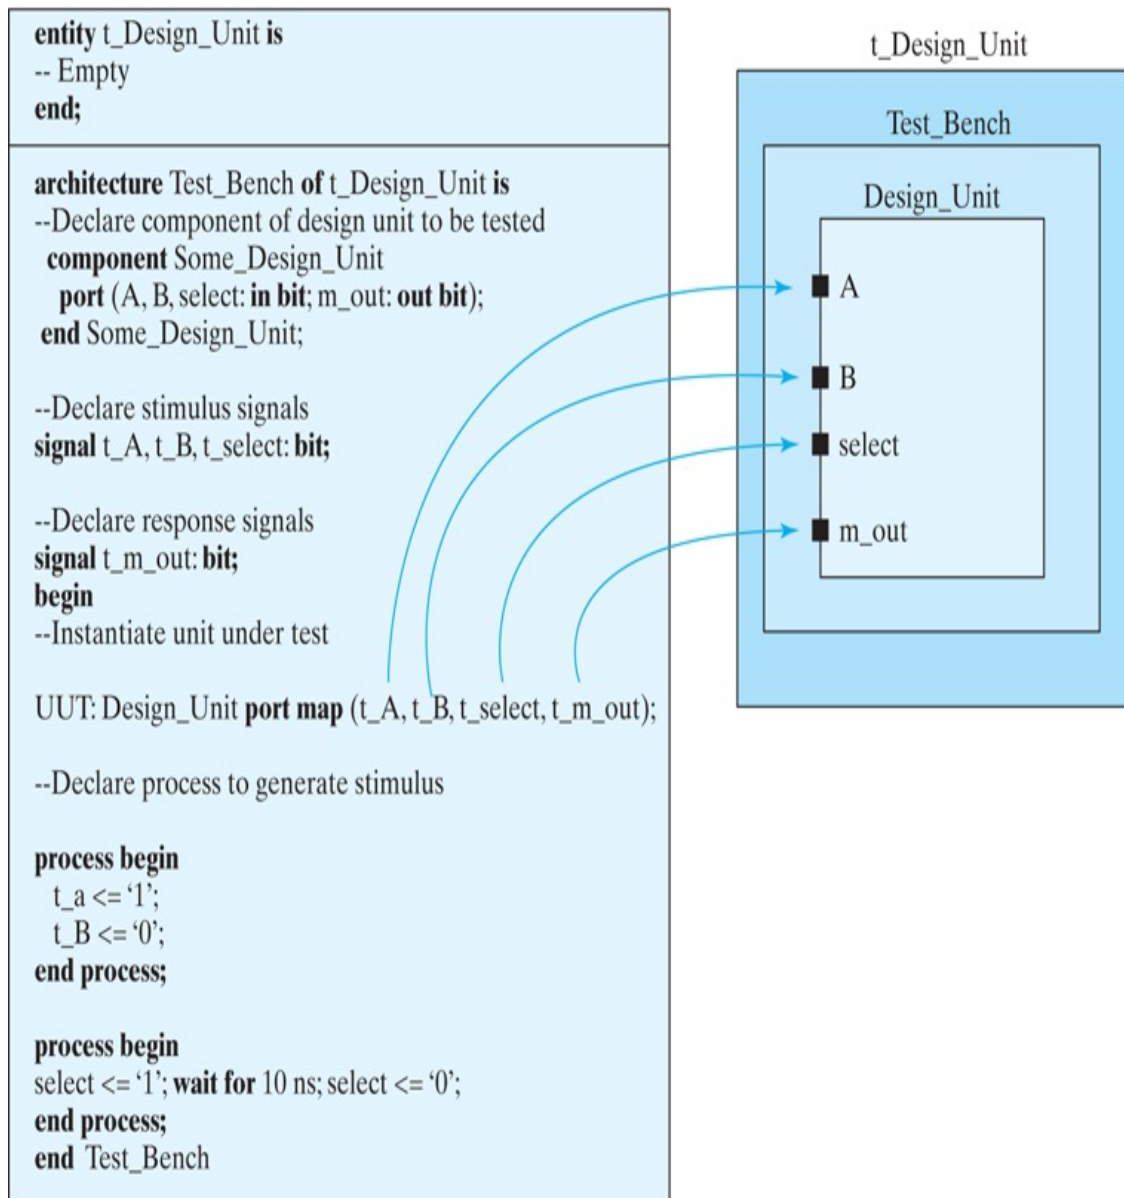 entity t_Design_Unit is
-- Empty
end;
architecture Test_Bench of t_Design_Unit is
--Declare component of design unit to be tested
component Some_Design_Unit
port (A, B, select: in bit; m_out: out bit);
end Some_Design_Unit;
--Declare stimulus signals
signal t_A, t_B, t_select: bit;
--Declare response signals
signal t_m_out: bit;
begin
--Instantiate unit under test
UUT: Design_Unit port map (t_A, t_B, t_select, t_m_out);
--Declare process to generate stimulus
process begin
t_a <= ‘1’;
t_B <= ‘0’;
end process;
process begin
select <= ‘1’; wait for 10 ns; select <= ‘0’;
end process;
end Test_Bench
t_Design_Unit
Test_Bench
Design_Unit
A
B
select
m_out